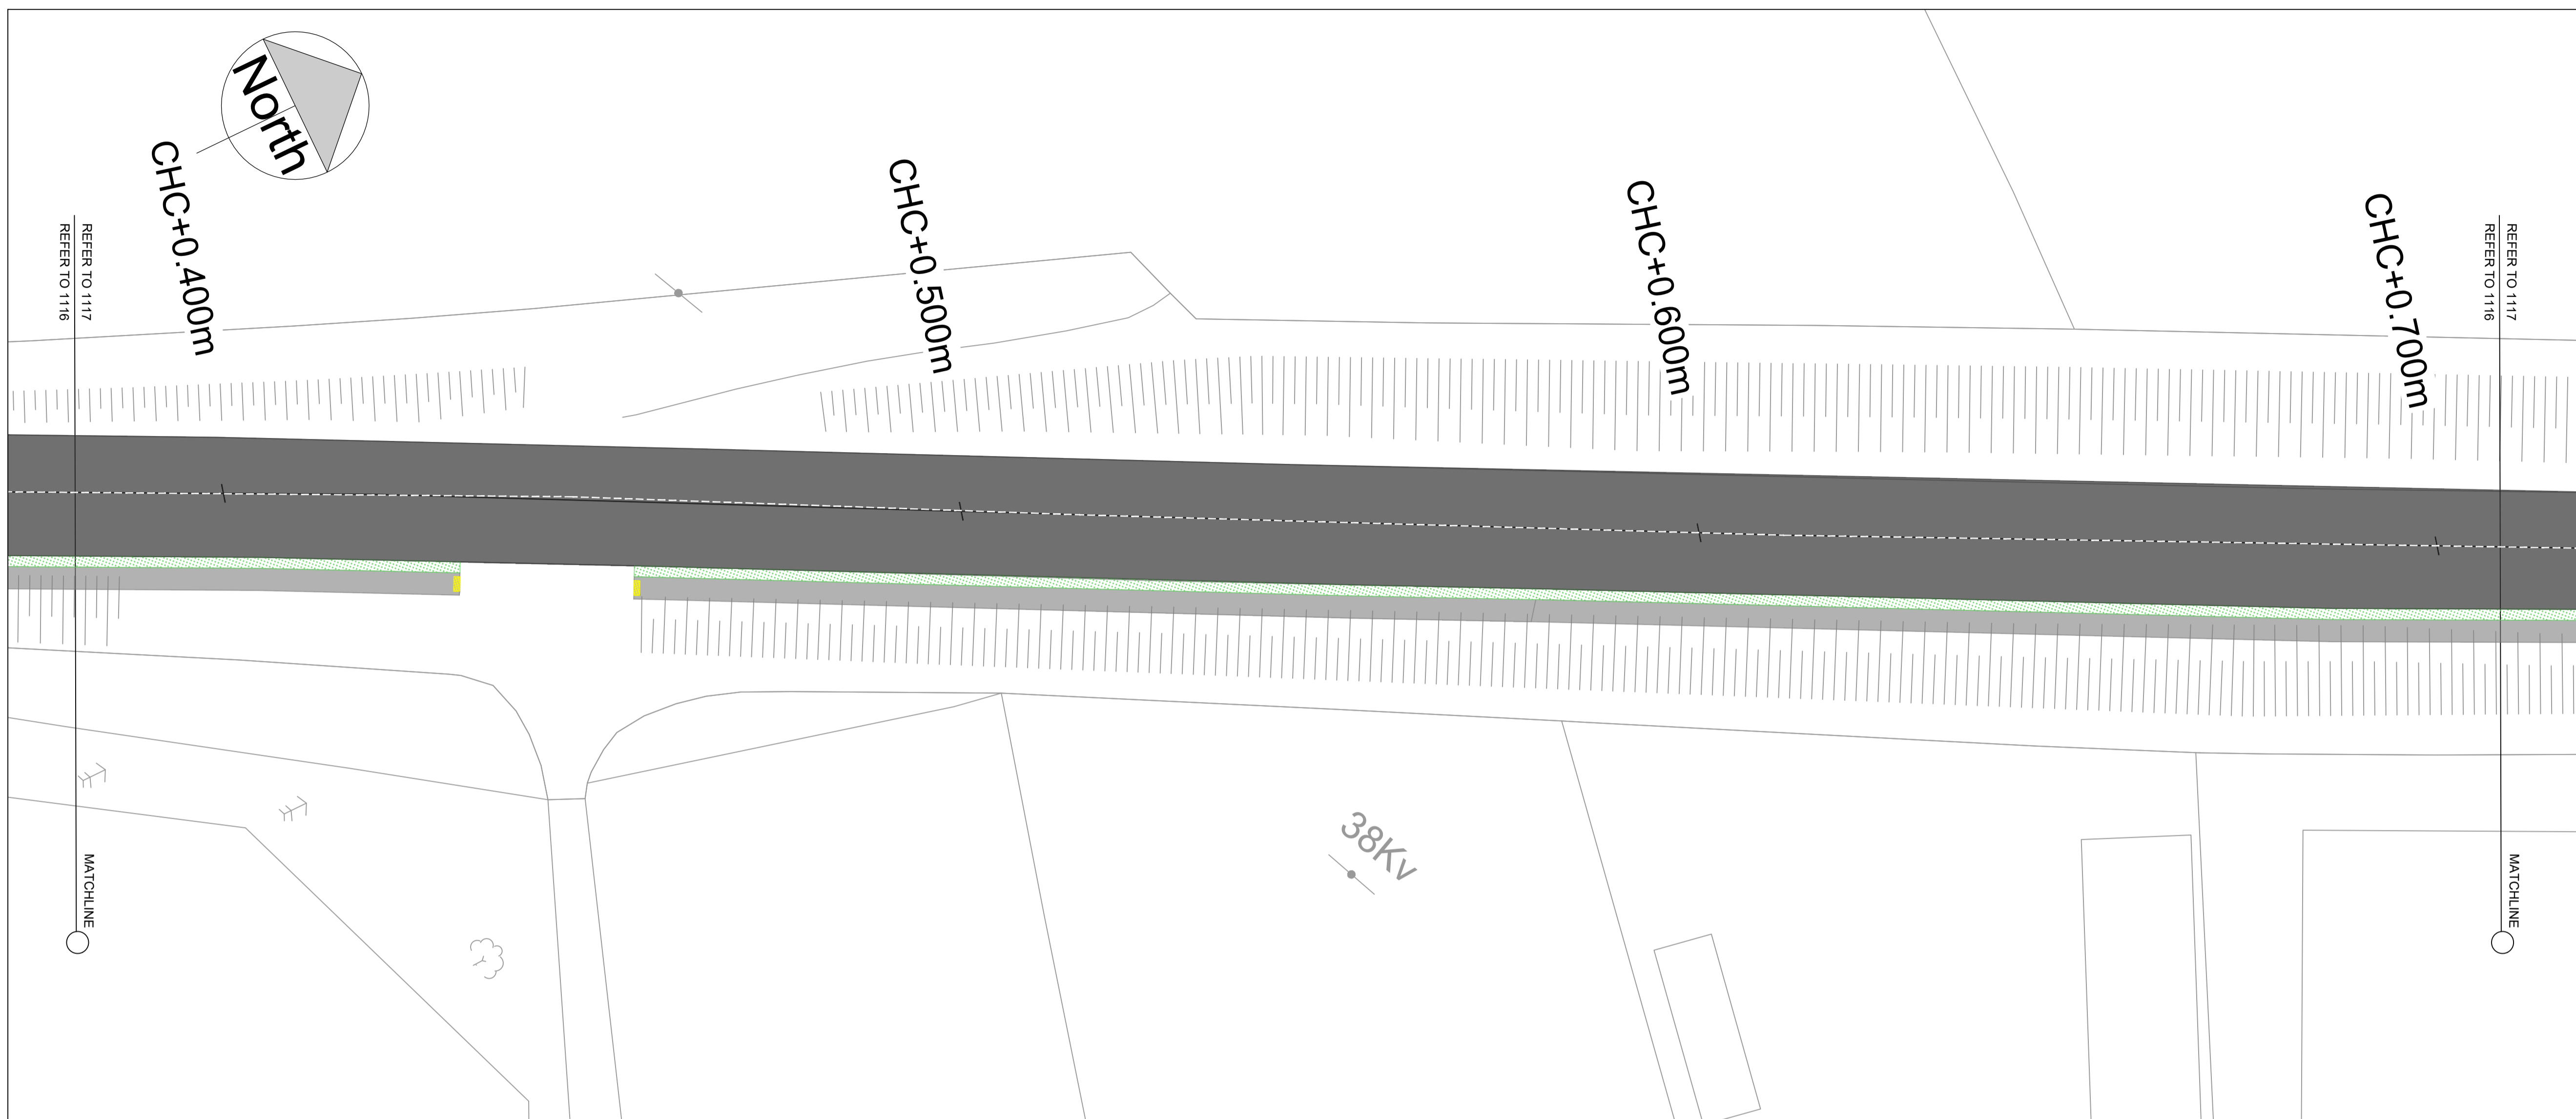 North
CHC+0.400m
CHC+0.500m
CHC+0.600m
CHC+0.700m
REFER TO 1117
REFER TO 1116
REFER TO 1117
REFER TO 1116
38Kv
MATCHLINE
MATCHLINE